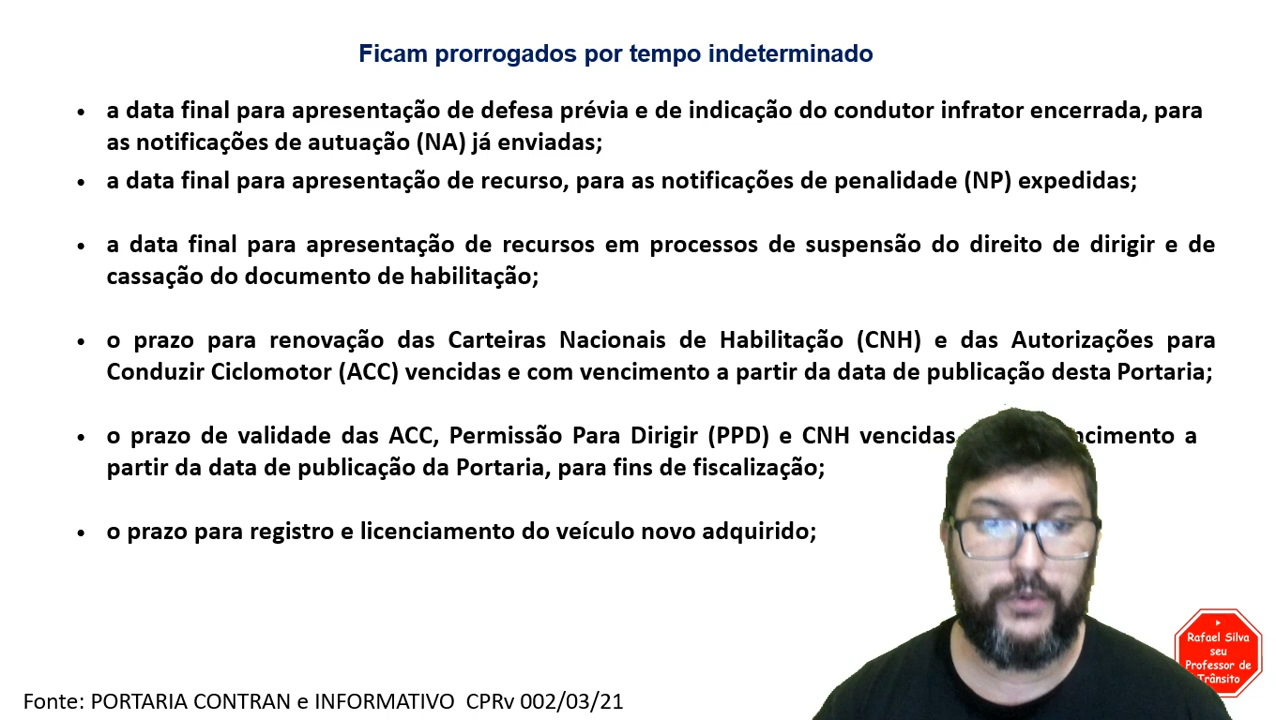 Ficam prorrogados por tempo indeterminado
• a data final para apresentação de defesa prévia e de indicação do condutor infrator encerrada, para
as notificações de autuação (NA) já enviadas;
• a data final para apresentação de recurso, para as notificações de penalidade (NP) expedidas;
• a data final para apresentação de recursos em processos de suspensão do direito de dirigir e de
cassação do documento de habilitação;
• o prazo para renovação das Carteiras Nacionais de Habilitação (CNH) e das Autorizações para
Conduzir Ciclomotor (ACC) vencidas e com vencimento a partir da data de publicação desta Portaria;
• o prazo de validade das ACC, Permissão Para Dirigir (PPD) e CNH vencidas a
partir da data de publicação da Portaria, para fins de fiscalização;
• o prazo para registro e licenciamento do veículo novo adquirido;
Rafael Silva
seu
Professor de
Trânsito
Fonte: PORTARIA CONTRAN e INFORMATIVO CPRv 002/03/21